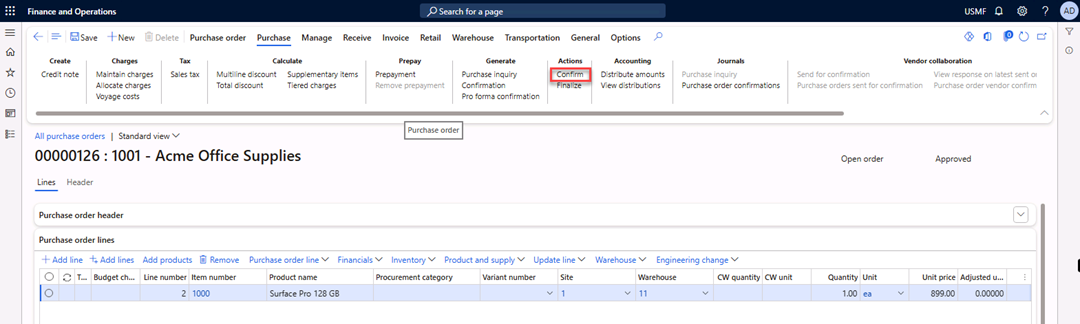 Finance and Operations Search for a page USMF ? AD
Save New Delete Purchase order Purchase Manage Receive Invoice Retail Warehouse Transportation General Options 0
Create Charges Tax Calculate Prepay Generate Actions Accounting Journals Vendor collaboration
Credit note Maintain charges Sales tax Multiline discount Supplementary items Prepayment Purchase inquiry Confirm Distribute amounts Purchase inquiry Send for confirmation View response on latest sent or
Allocate charges Total discount Tiered charges Remove prepayment Confirmation Finalize View distributions Purchase order confirmations Purchase orders sent for confirmation Purchase order vendor confirm
Voyage costs Pro forma confirmation
Purchase order
All purchase orders | Standard view
00000126 : 1001 - Acme Office Supplies
Open order Approved
Lines Header
Purchase order header
Purchase order lines
+ Add line Add lines Add products Remove Purchase order line Financials Inventory Product and supply Update line Warehouse Engineering change
T... Budget ch... Line number Item number Product name Procurement category Variant number Site Warehouse CW quantity CW unit Quantity Unit Unit price Adjusted u...
2 1000 Surface Pro 128 GB 1 11 1.00 ea 899.00 0.00000